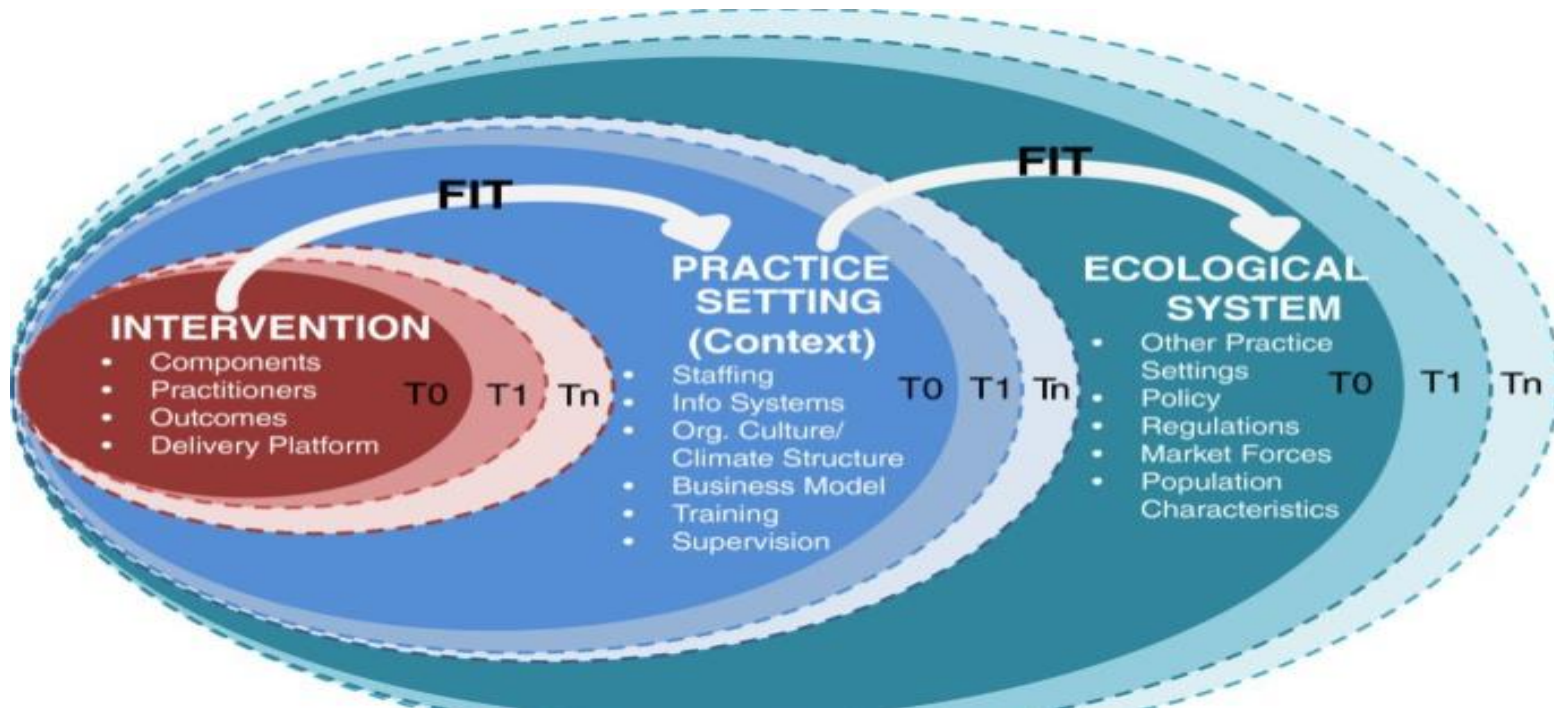 FIT
FIT
INTERVENTION
• Components
• Practitioners
• Outcomes
• Delivery Platform
T0 T1 Tn
PRACTICE
SETTING
(Context)
• Staffing
• Info Systems
• Org. Culture/
Climate Structure
• Business Model
• Training
• Supervision
T0 T1 Tn
ECOLOGICAL
SYSTEM
• Other Practice
Settings
• Policy
• Regulations
• Market Forces
• Population
Characteristics
T0 T1 Tn